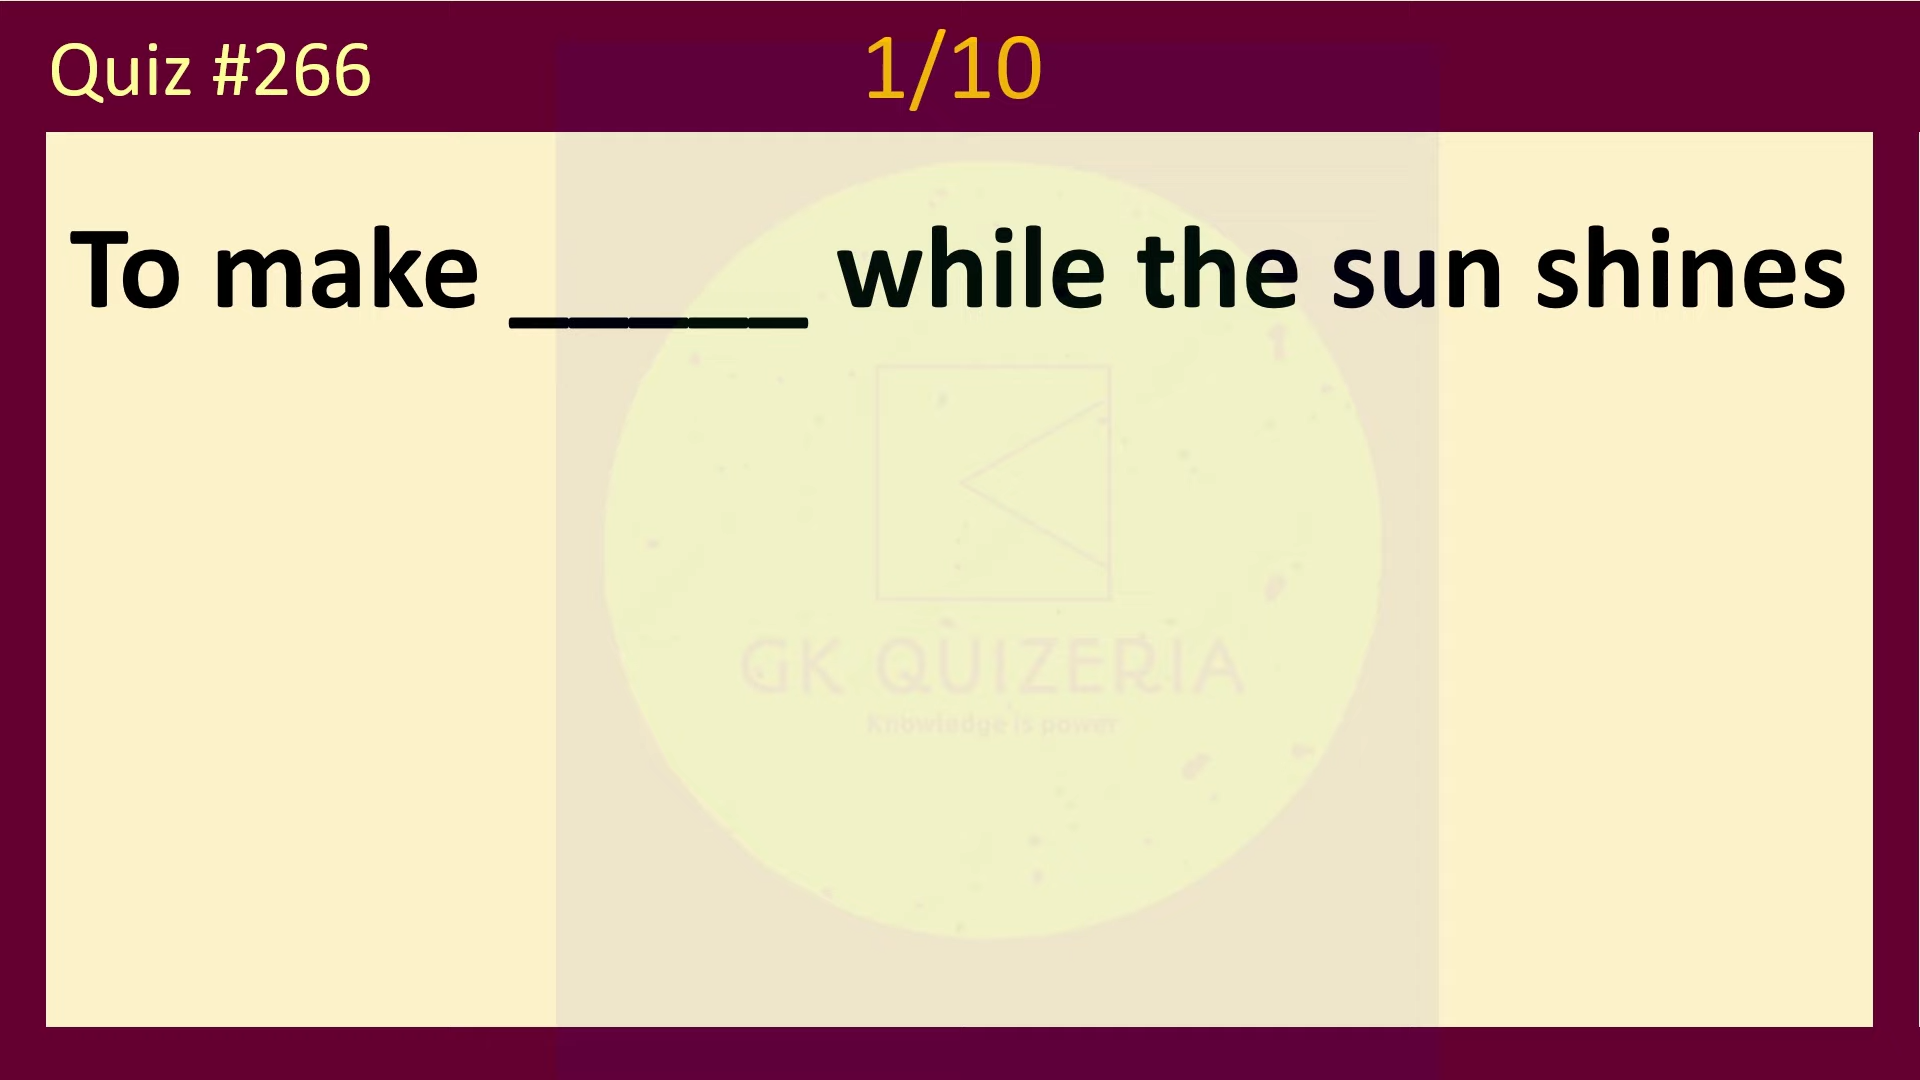 Quiz #266
1/10
To make _____ while the sun shines
GK QUIZERIA
Knowledge is power